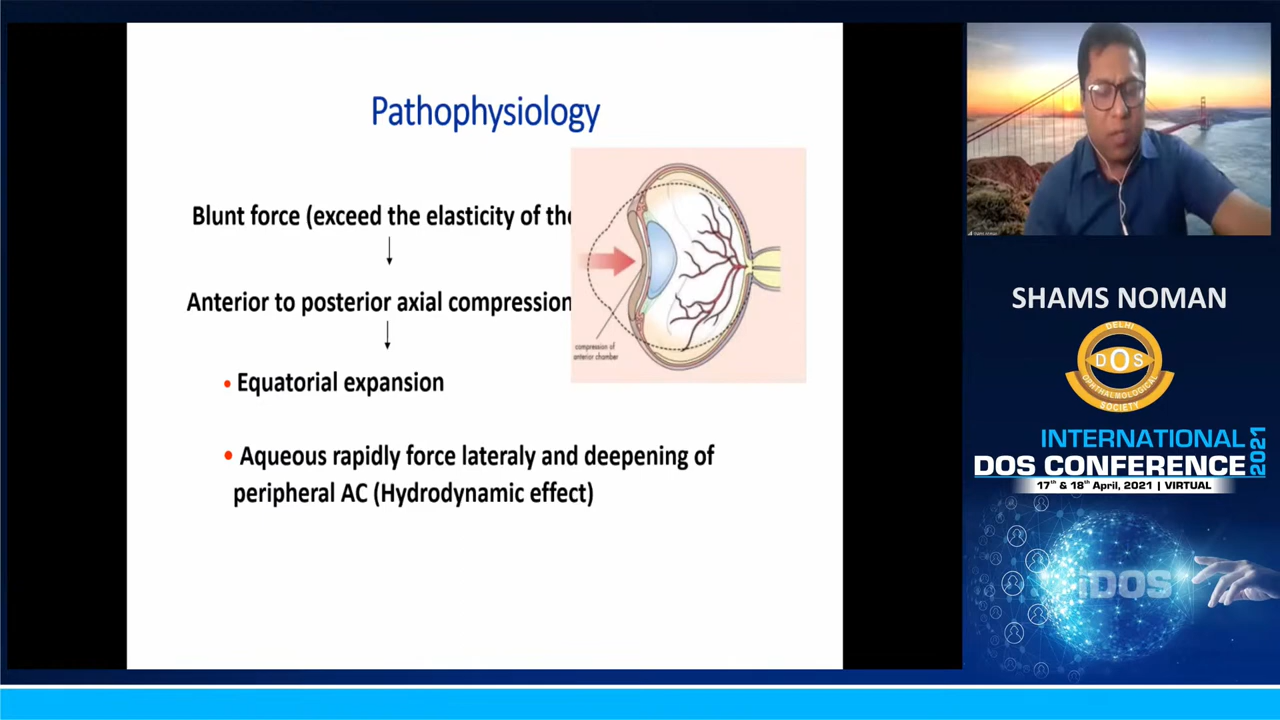 Pathophysiology
Blunt force (exceed the elasticity of the
Anterior to posterior axial compression
• Equatorial expansion
• Aqueous rapidly force lateraly and deepening of
peripheral AC (Hydrodynamic effect)
compression of
anterior chamber
SHAMS NOMAN
DELHI
DOS
OPHTHALMOLOGICAL
SOCIETY
INTERNATIONAL
DOS CONFERENCE
2021
17th & 18th April, 2021 | VIRTUAL
iDOS